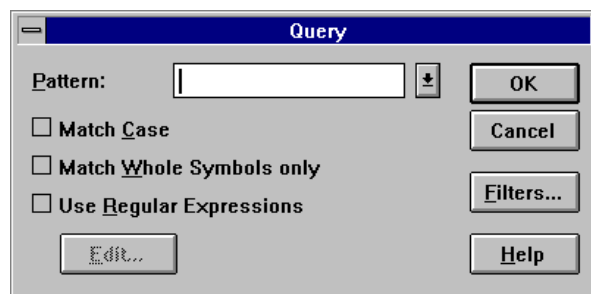 Query
Pattern:
OK
Match Case
Cancel
Match Whole Symbols only
Filters...
Use Regular Expressions
Edit...
Help